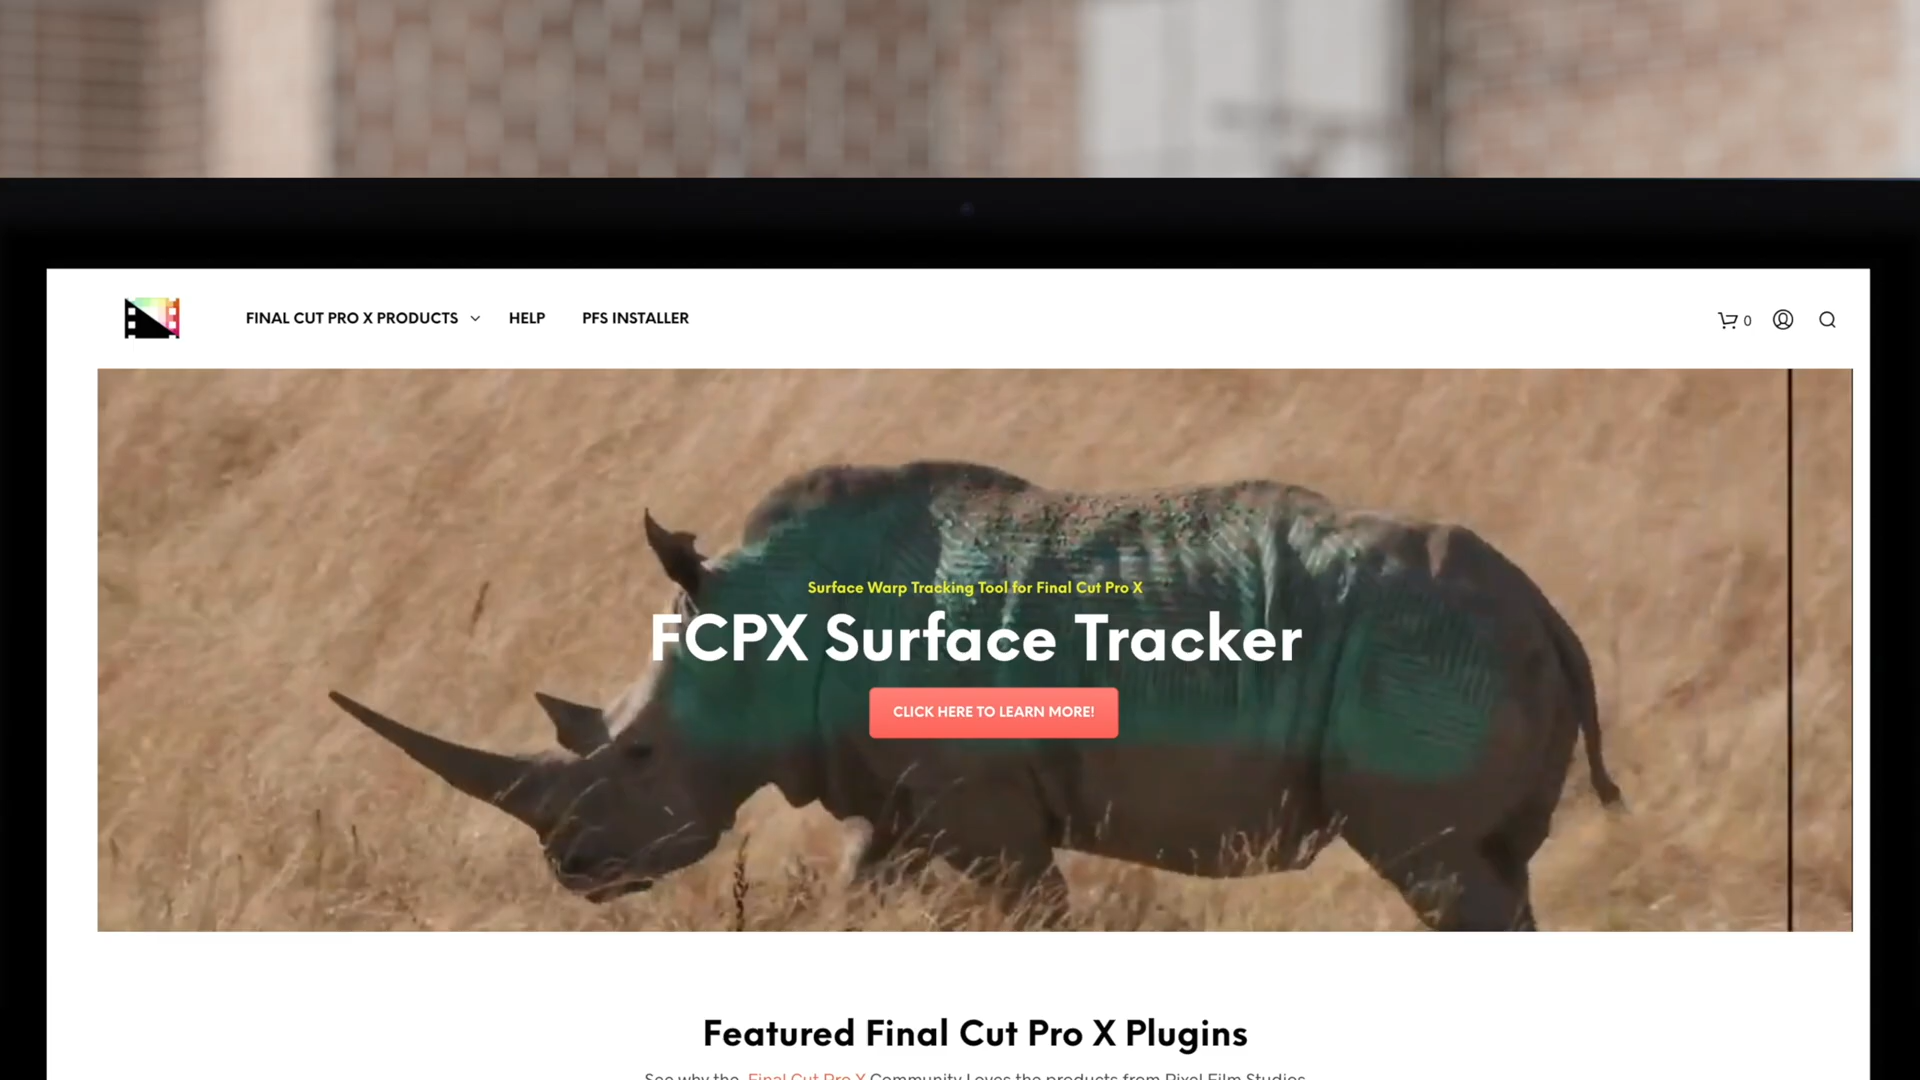 FINAL CUT PRO X PRODUCTS HELP PFS INSTALLER 0
Surface Warp Tracking Tool for Final Cut Pro X
FCPX Surface Tracker
CLICK HERE TO LEARN MORE!
Featured Final Cut Pro X Plugins
See why the Final Cut Pro X Community Loves the products from Pixel Film Studios